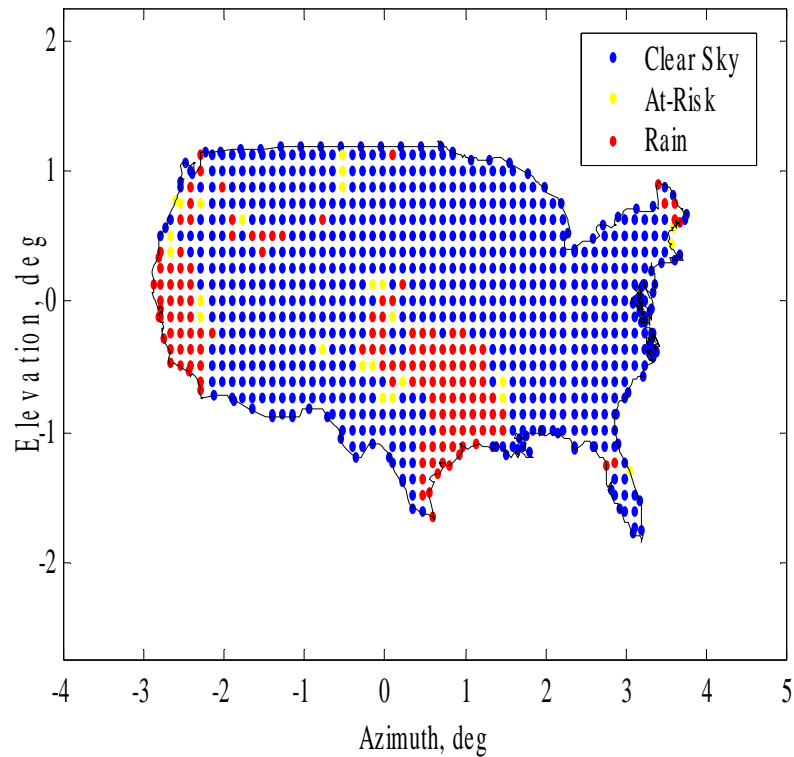 Clear Sky
At-Risk
Rain
2
1
0
-1
-2
Elevation, deg
-4 -3 -2 -1 0 1 2 3 4 5
Azimuth, deg